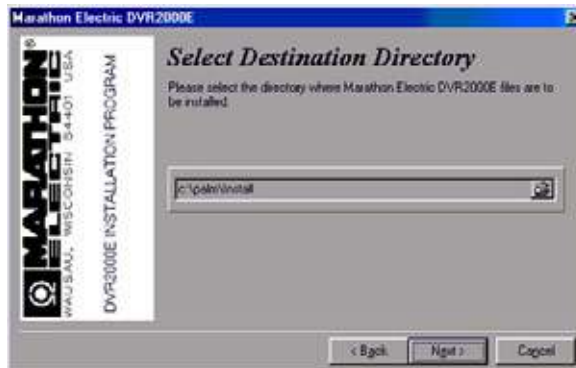 Marathon Electric DVR2000E
MARATHON®
ELECTRIC
WAUSAU, WISCONSIN 54401 USA
DVR2000E INSTALLATION PROGRAM
Select Destination Directory
Please select the directory where Marathon Electric DVR2000E files are to
be installed.
c:\palm\install
< Back
Next >
Cancel